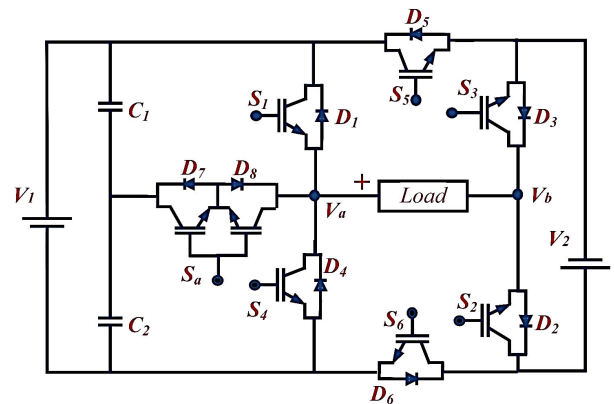 D5
S1
S5
S3
C1
D1
D3
D7
D8
V1
+
Load
Va
Vb
V2
Sa
D4
S4
S6
S2
C2
D2
D6